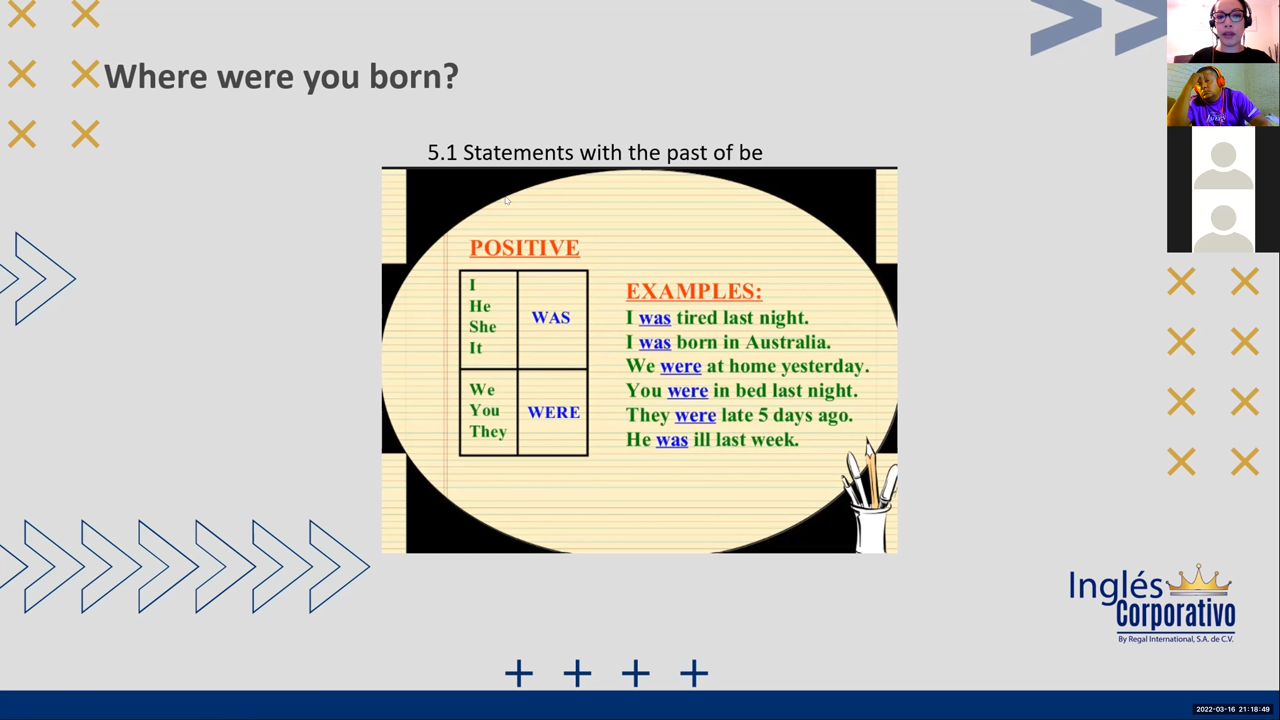 Where were you born?
5.1 Statements with the past of be
POSITIVE
I
He
She
It
WAS
We
You
They
WERE
EXAMPLES:
I was tired last night.
I was born in Australia.
We were at home yesterday.
You were in bed last night.
They were late 5 days ago.
He was ill last week.
Inglés
Corporativo
By Regal International, S.A. de C.V.
2022-03-16 21:18:49